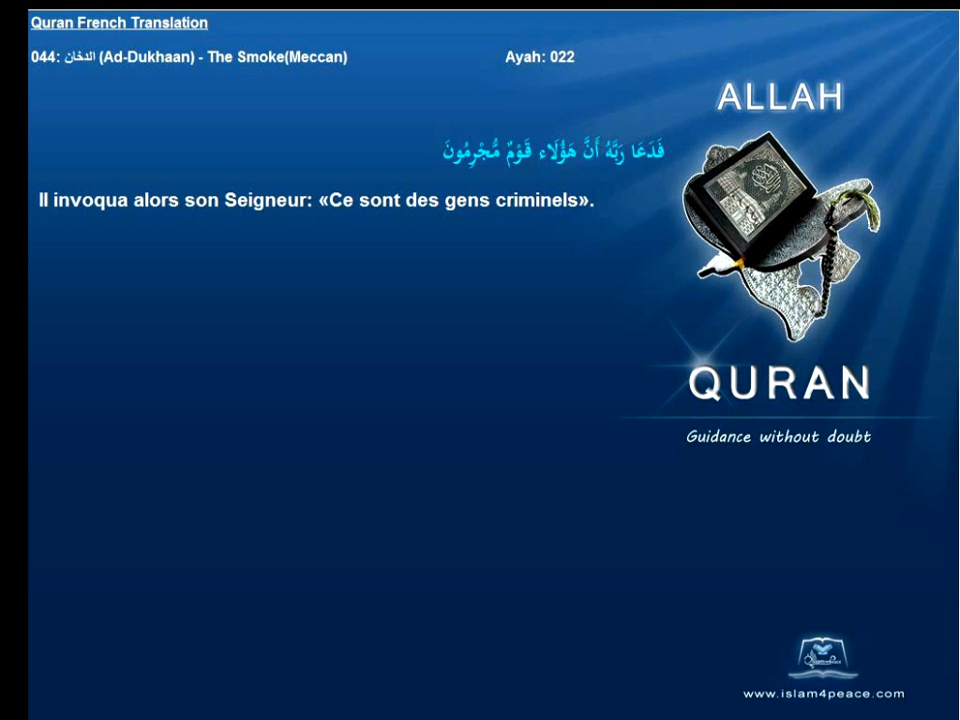 Quran French Translation
044: الدخان (Ad-Dukhaan) - The Smoke(Meccan) Ayah: 022
ALLAH
فَدَعَا رَبَّهُ أَنَّ هَؤُلَاء قَوْمٌ مُّجْرِمُونَ
Il invoqua alors son Seigneur: «Ce sont des gens criminels».
QURAN
Guidance without doubt
www.islam4peace.com